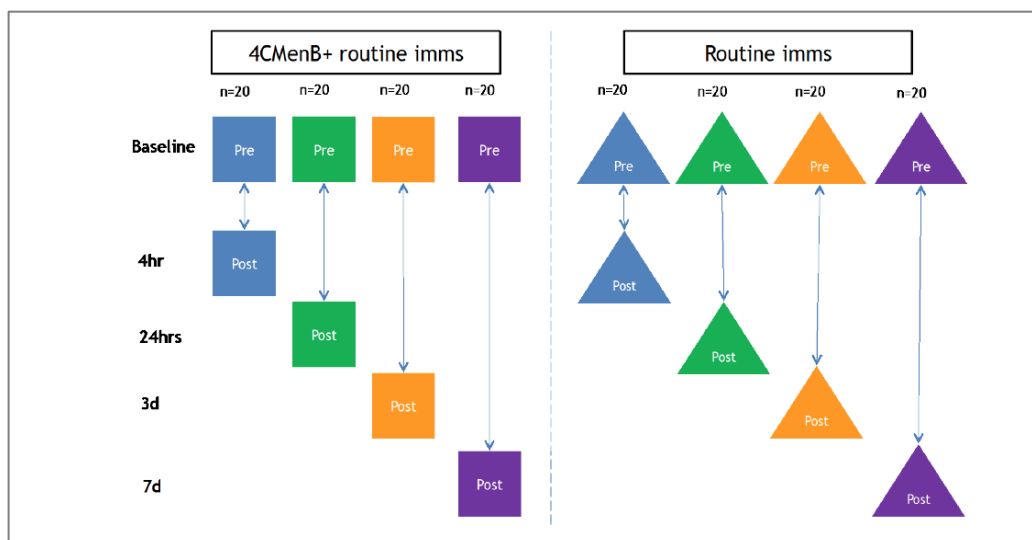 4CMenB+ routine imms
Routine imms
n=20 n=20 n=20 n=20 n=20 n=20 n=20 n=20
Baseline Pre Pre Pre Pre Pre Pre Pre Pre
4hr Post Post
24hrs Post Post
3d Post Post
7d Post Post